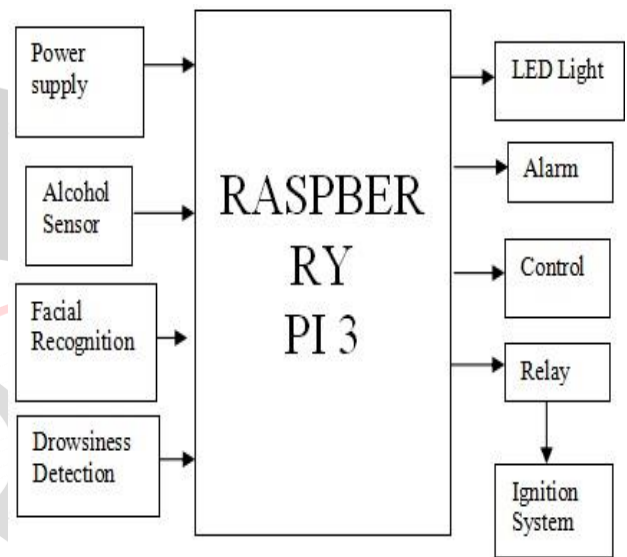 Power
supply
Alcohol
Sensor
Facial
Recognition
Drowsiness
Detection
RASPBER
RY
PI 3
LED Light
Alarm
Control
Relay
Ignition
System